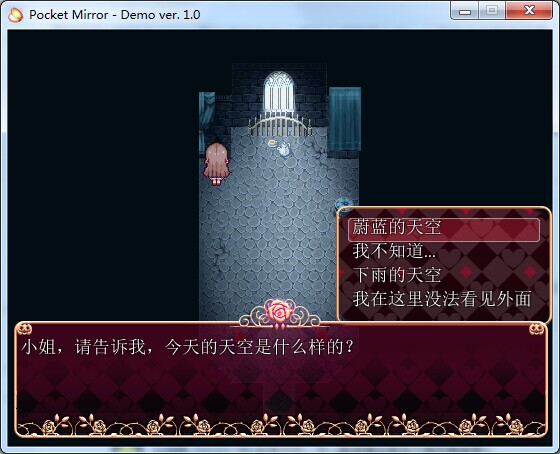 Pocket Mirror - Demo ver. 1.0
蔚蓝的天空
我不知道...
下雨的天空
我在这里没法看见外面
小姐，请告诉我，今天的天空是什么样的？